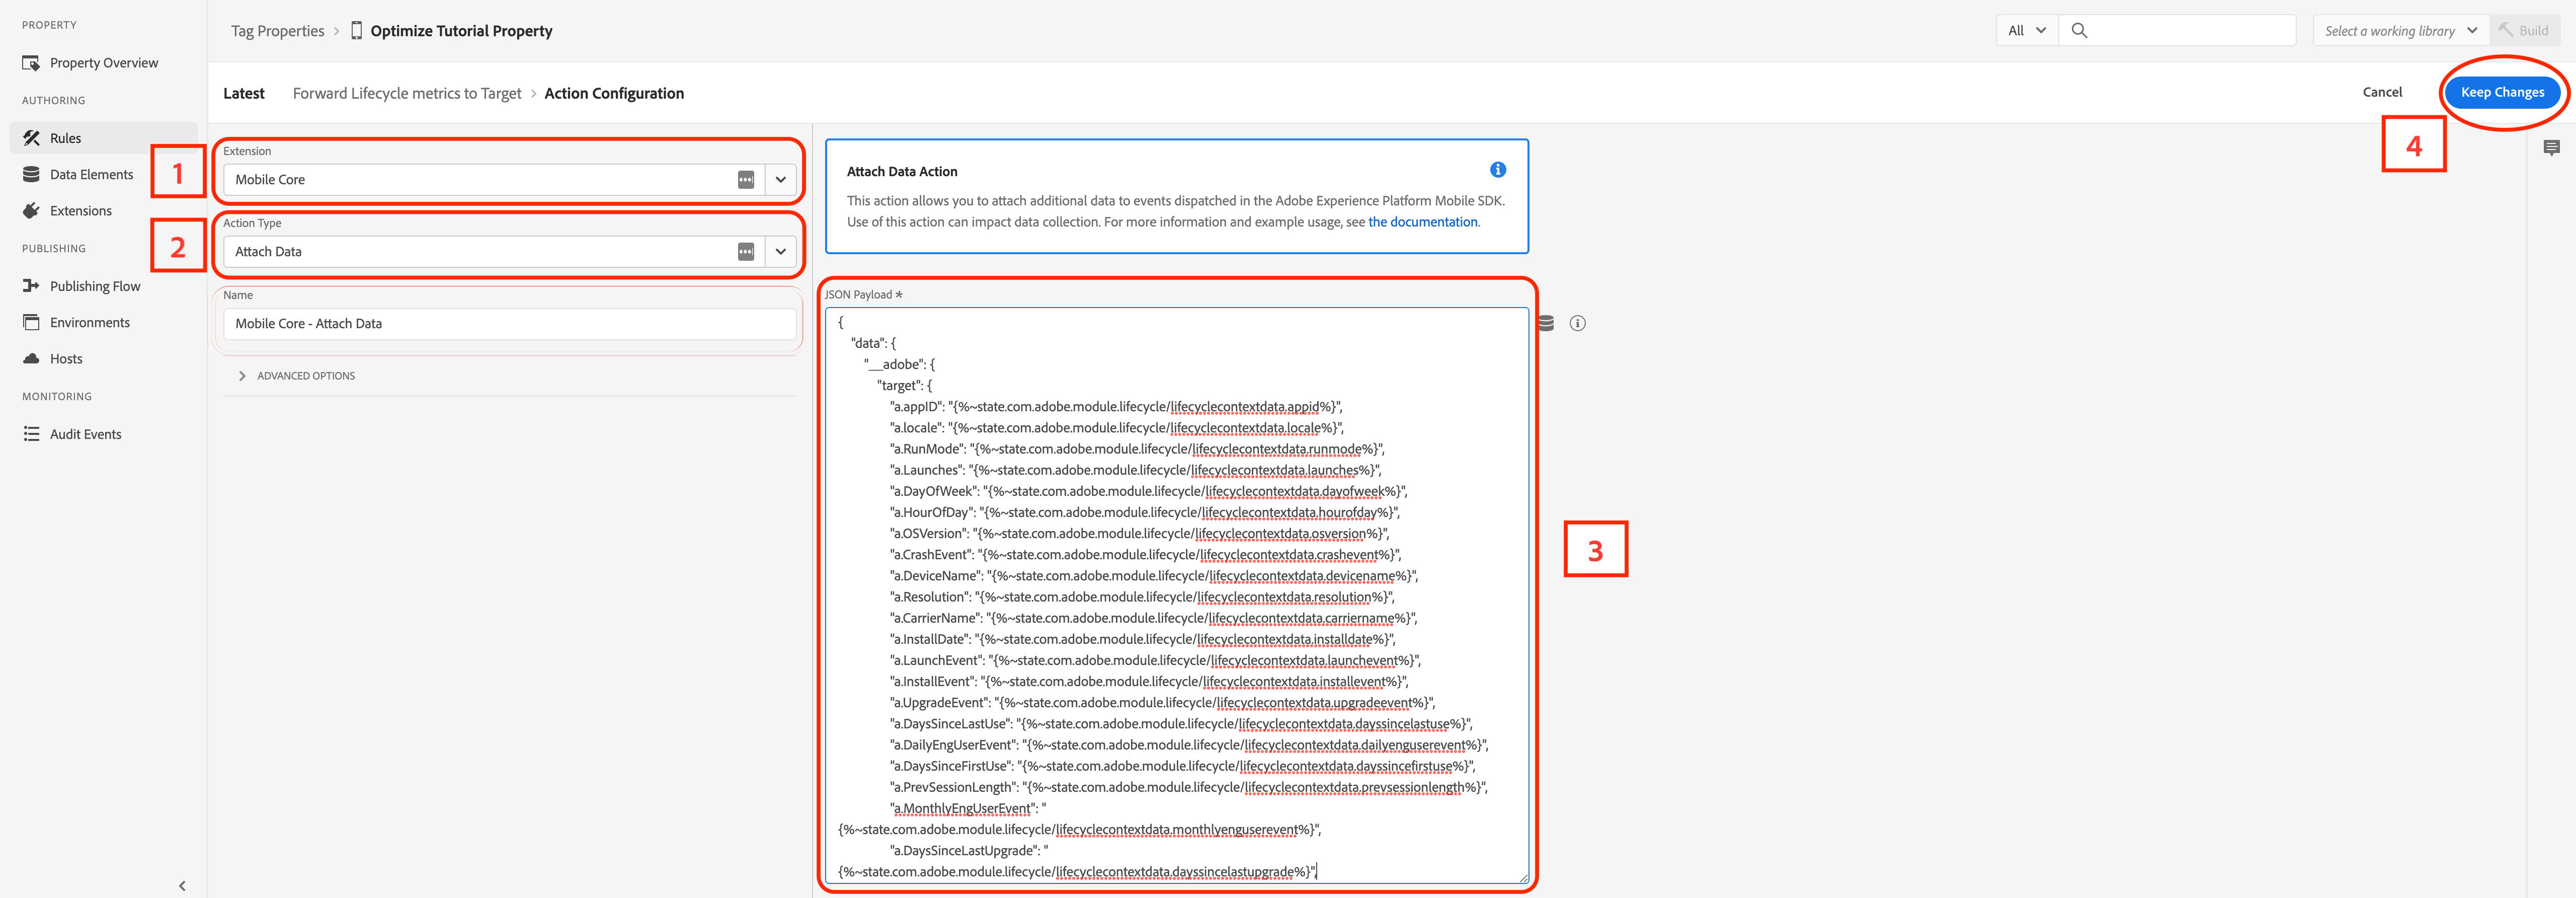 PROPERTY
Property Overview
AUTHORING
Rules
Data Elements
Extensions
PUBLISHING
Publishing Flow
Environments
Hosts
MONITORING
Audit Events
Tag Properties > Optimize Tutorial Property
All
Select a working library
Build
Latest Forward Lifecycle metrics to Target > Action Configuration
Cancel
Keep Changes
4
1
Extension
Mobile Core
2
Action Type
Attach Data
Name
Mobile Core - Attach Data
ADVANCED OPTIONS
Attach Data Action
This action allows you to attach additional data to events dispatched in the Adobe Experience Platform Mobile SDK.
Use of this action can impact data collection. For more information and example usage, see the documentation.
JSON Payload *
{
"data": {
"__adobe": {
"target": {
"a.appID": "{%~state.com.adobe.module.lifecycle/lifecyclecontextdata.appid%}",
"a.locale": "{%~state.com.adobe.module.lifecycle/lifecyclecontextdata.locale%}",
"a.RunMode": "{%~state.com.adobe.module.lifecycle/lifecyclecontextdata.runmode%}",
"a.Launches": "{%~state.com.adobe.module.lifecycle/lifecyclecontextdata.launches%}",
"a.DayOfWeek": "{%~state.com.adobe.module.lifecycle/lifecyclecontextdata.dayofweek%}",
"a.HourOfDay": "{%~state.com.adobe.module.lifecycle/lifecyclecontextdata.hourofday%}",
"a.OSVersion": "{%~state.com.adobe.module.lifecycle/lifecyclecontextdata.osversion%}",
"a.CrashEvent": "{%~state.com.adobe.module.lifecycle/lifecyclecontextdata.crashevent%}",
"a.DeviceName": "{%~state.com.adobe.module.lifecycle/lifecyclecontextdata.devicename%}",
"a.Resolution": "{%~state.com.adobe.module.lifecycle/lifecyclecontextdata.resolution%}",
"a.CarrierName": "{%~state.com.adobe.module.lifecycle/lifecyclecontextdata.carriername%}",
"a.InstallDate": "{%~state.com.adobe.module.lifecycle/lifecyclecontextdata.installdate%}",
"a.LaunchEvent": "{%~state.com.adobe.module.lifecycle/lifecyclecontextdata.launchevent%}",
"a.InstallEvent": "{%~state.com.adobe.module.lifecycle/lifecyclecontextdata.installevent%}",
"a.UpgradeEvent": "{%~state.com.adobe.module.lifecycle/lifecyclecontextdata.upgradeevent%}",
"a.DaysSinceLastUse": "{%~state.com.adobe.module.lifecycle/lifecyclecontextdata.dayssincelastuse%}",
"a.DailyEngUserEvent": "{%~state.com.adobe.module.lifecycle/lifecyclecontextdata.dailyenguserevent%}",
"a.DaysSinceFirstUse": "{%~state.com.adobe.module.lifecycle/lifecyclecontextdata.dayssincefirstuse%}",
"a.PrevSessionLength": "{%~state.com.adobe.module.lifecycle/lifecyclecontextdata.prevsessionlength%}",
"a.MonthlyEngUserEvent": "
{%~state.com.adobe.module.lifecycle/lifecyclecontextdata.monthlyenguserevent%}",
"a.DaysSinceLastUpgrade": "
{%~state.com.adobe.module.lifecycle/lifecyclecontextdata.dayssincelastupgrade%}",
3